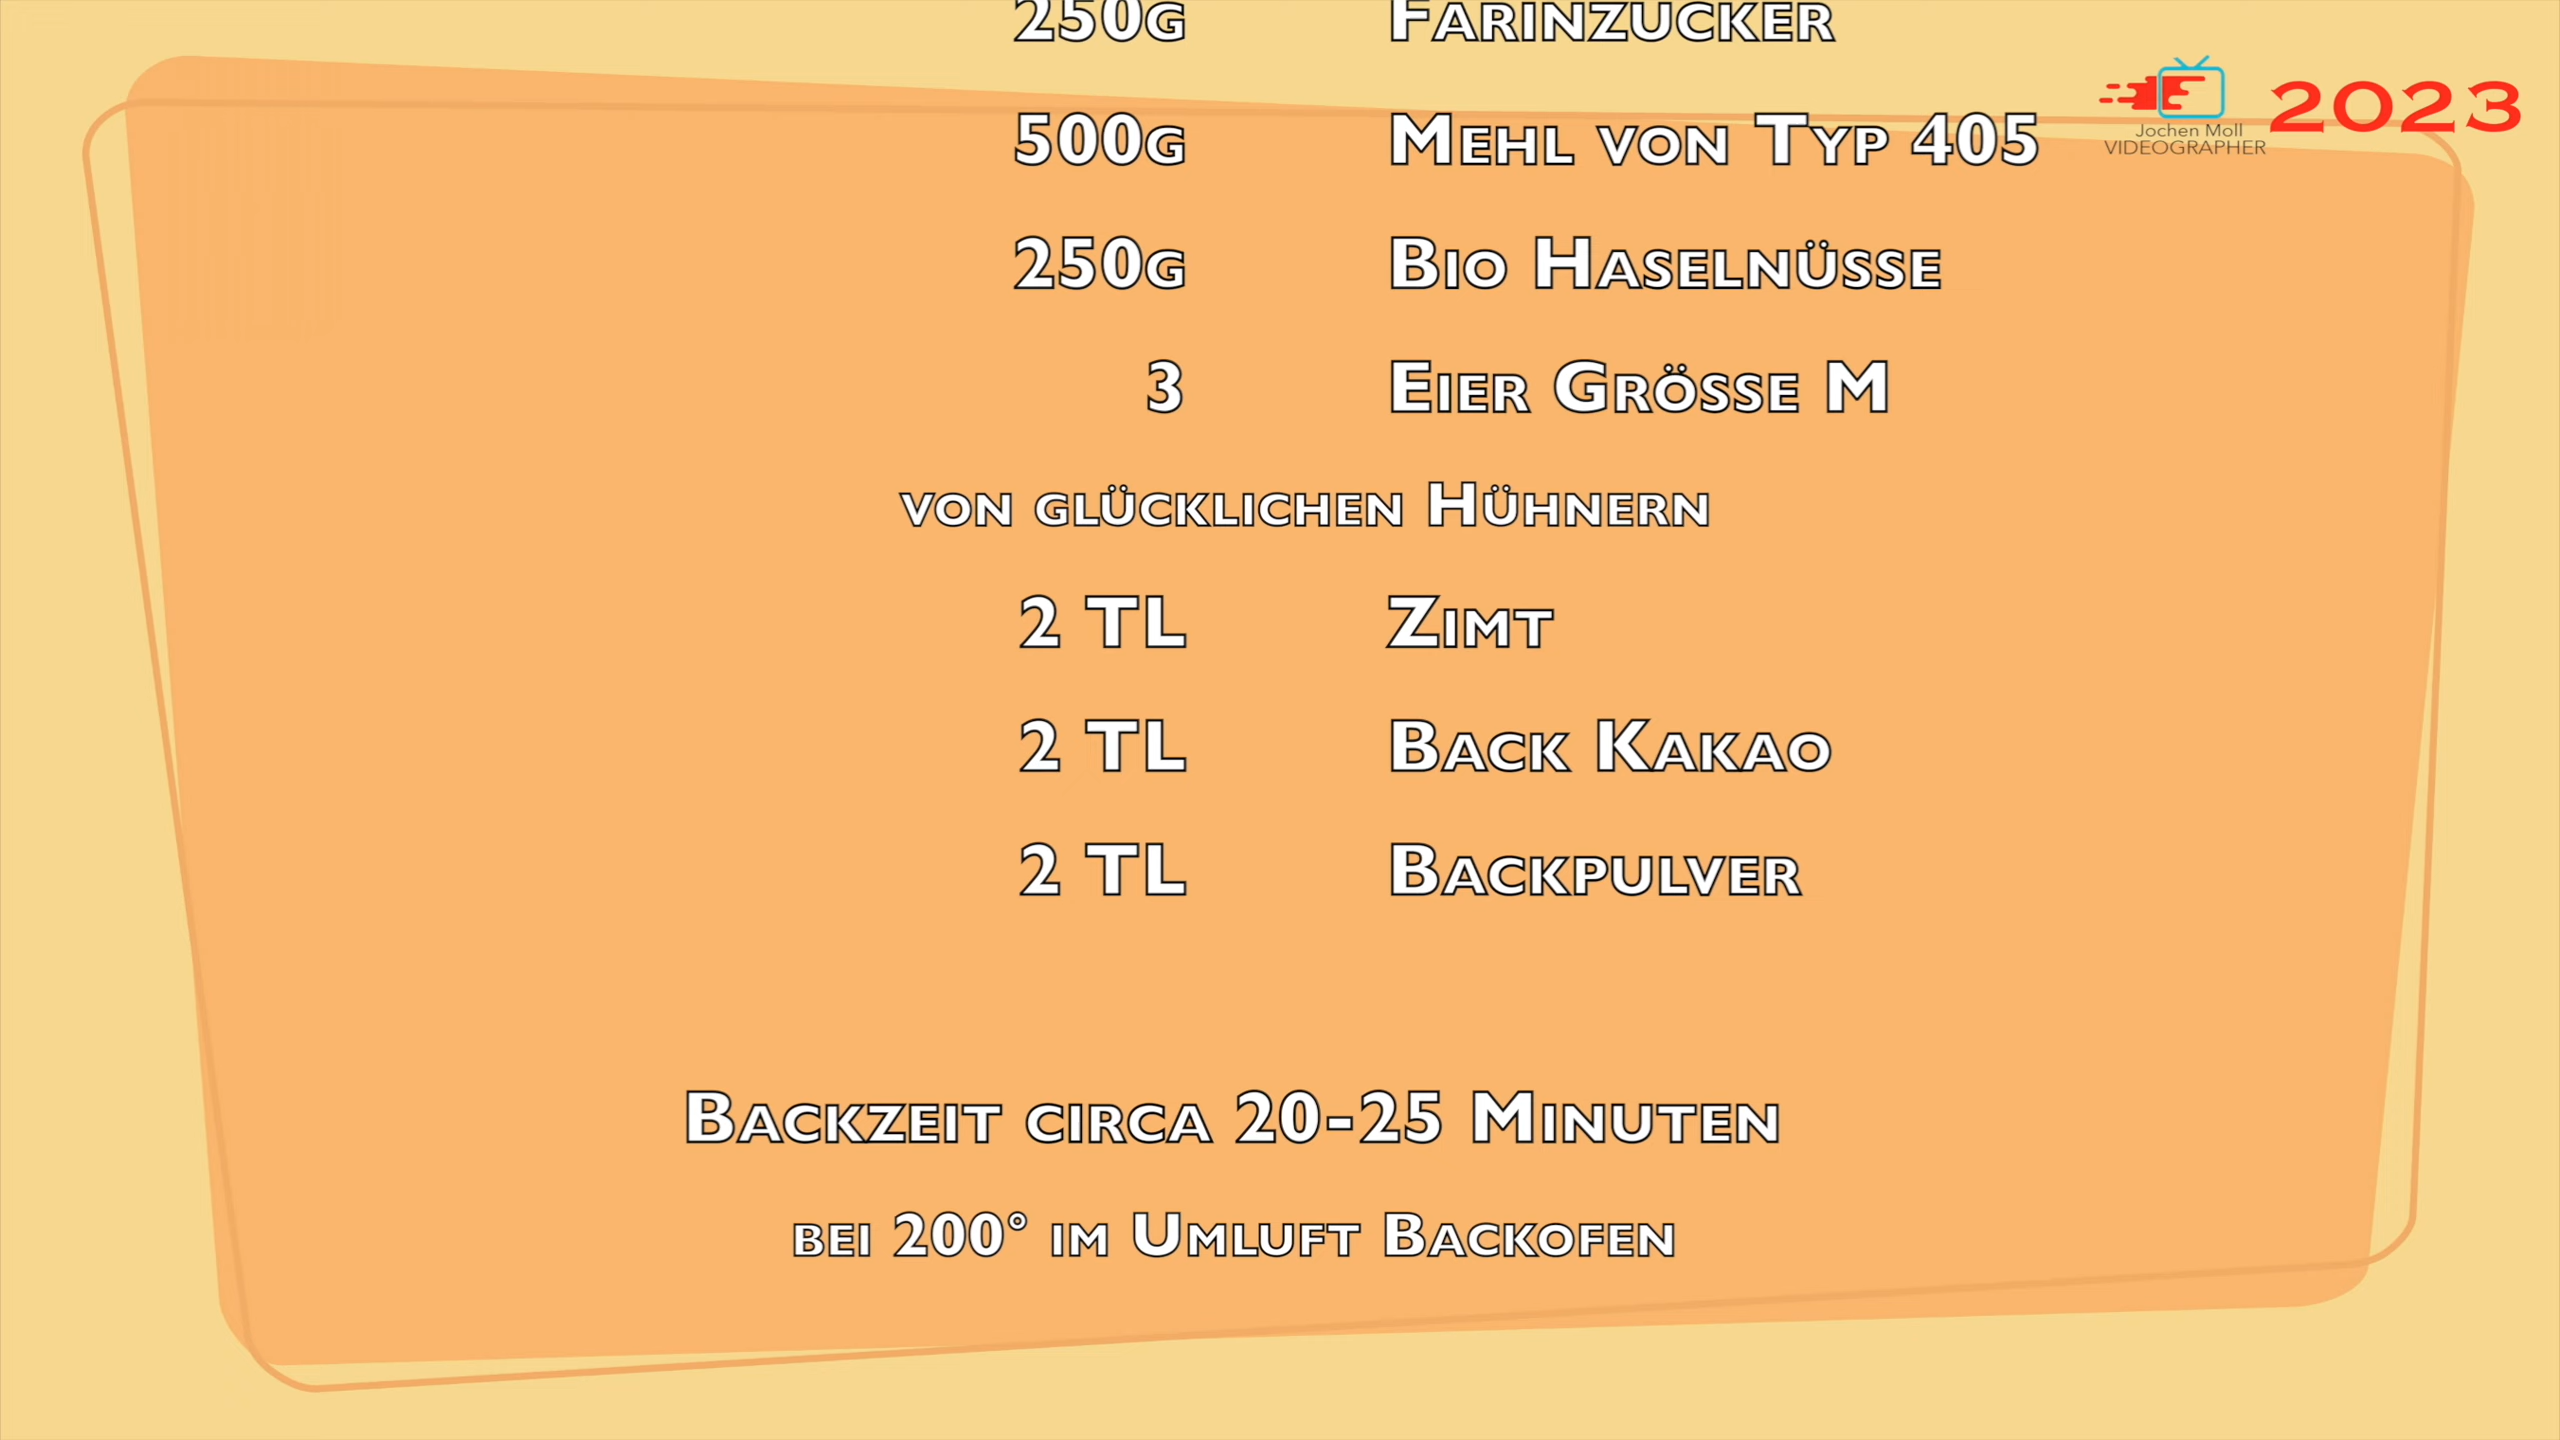 250g Farinzucker
Jochen Moll
VIDEOGRAPHER
2023
500g Mehl von Typ 405
250g Bio Haselnüsse
3 Eier Grösse M
von glücklichen Hühnern
2 TL Zimt
2 TL Back Kakao
2 TL Backpulver
Backzeit circa 20-25 Minuten
bei 200° im Umluft Backofen